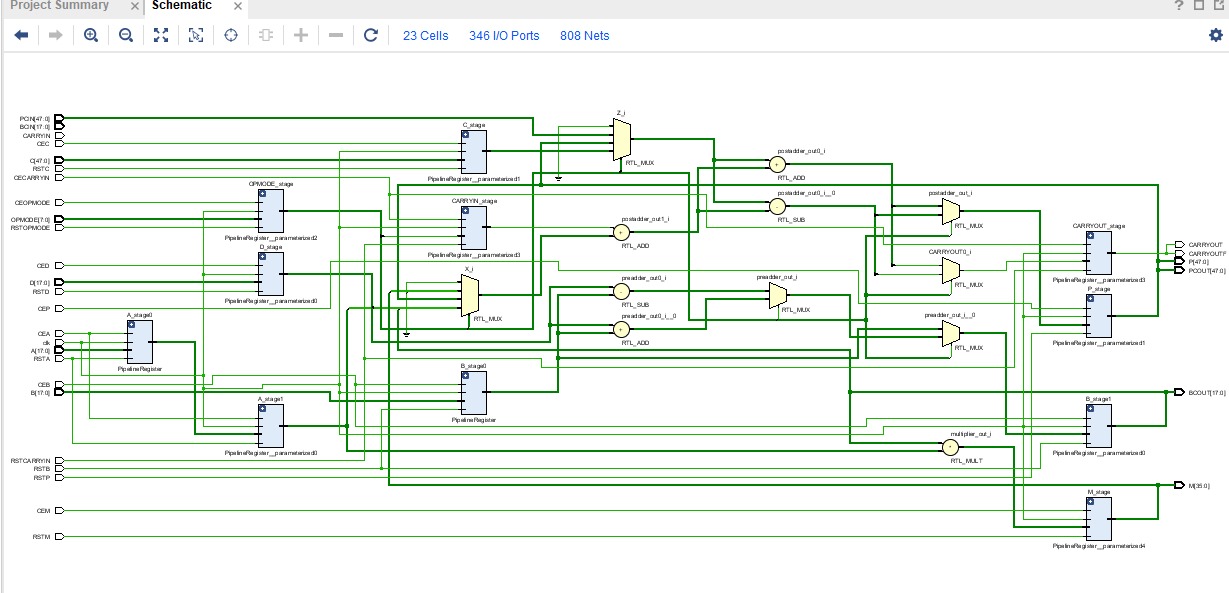 Project Summary
Schematic
23 Cells 346 I/O Ports 808 Nets
PCIN[47:0]
BCIN[17:0]
CARRYIN
CEC
C[47:0]
RSTC
CECARRYIN
CEOPMODE
OPMODE[7:0]
RSTOPMODE
CED
D[17:0]
RSTD
CEP
CEA
clk
A[17:0]
RSTA
CEB
B[17:0]
RSTCARRYIN
RSTB
RSTP
CEM
RSTM
A_stage0
PipelineRegister
OPMODE_stage
PipelineRegister__parameterized2
D_stage
PipelineRegister__parameterized0
A_stage1
PipelineRegister__parameterized0
C_stage
PipelineRegister__parameterized1
CARRYIN_stage
PipelineRegister__parameterized3
X_i
RTL_MUX
B_stage0
PipelineRegister
Z_i
RTL_MUX
postadder_out1_i
RTL_ADD
preadder_out0_i
RTL_SUB
preadder_out0_i__0
RTL_ADD
postadder_out0_i
RTL_ADD
postadder_out0_i__0
RTL_SUB
preadder_out_i
RTL_MUX
postadder_out_i
RTL_MUX
CARRYOUT0_i
RTL_MUX
preadder_out_i__0
RTL_MUX
multiplier_out_i
RTL_MULT
CARRYOUT_stage
PipelineRegister__parameterized3
P_stage
PipelineRegister__parameterized1
B_stage1
PipelineRegister__parameterized0
M_stage
PipelineRegister__parameterized4
CARRYOUT
CARRYOUTF
P[47:0]
PCOUT[47:0]
BCOUT[17:0]
M[35:0]